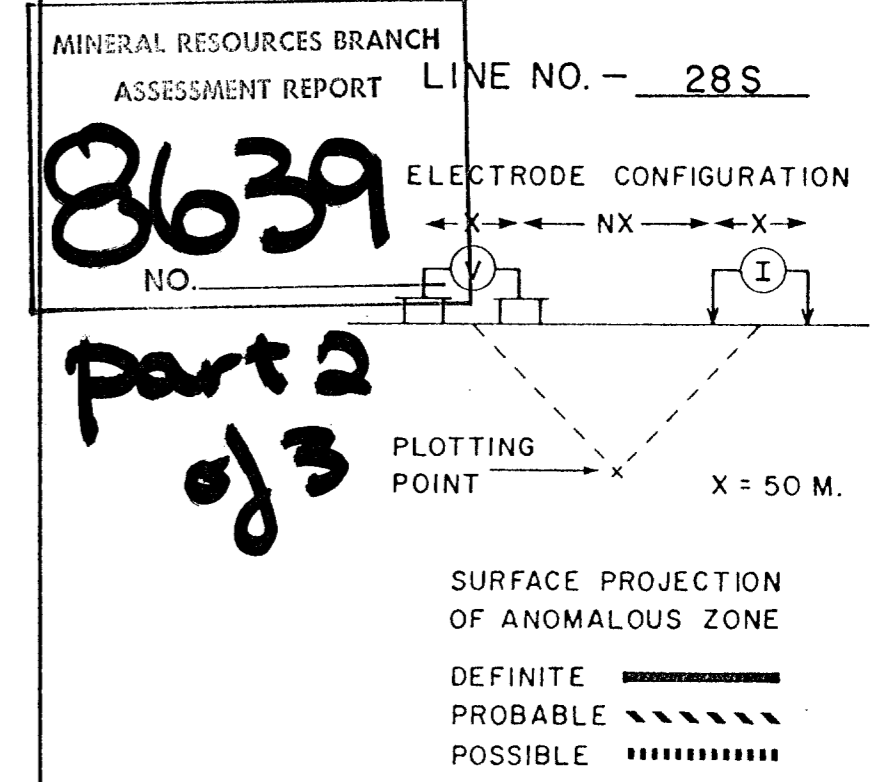 MINERAL RESOURCES BRANCH
ASSESSMENT REPORT
8639
NO.
part 2
of 3
LINE NO. - 28S
ELECTRODE CONFIGURATION
X NX X
V I
PLOTTING
POINT x X = 50 M.
SURFACE PROJECTION
OF ANOMALOUS ZONE
DEFINITE
PROBABLE
POSSIBLE